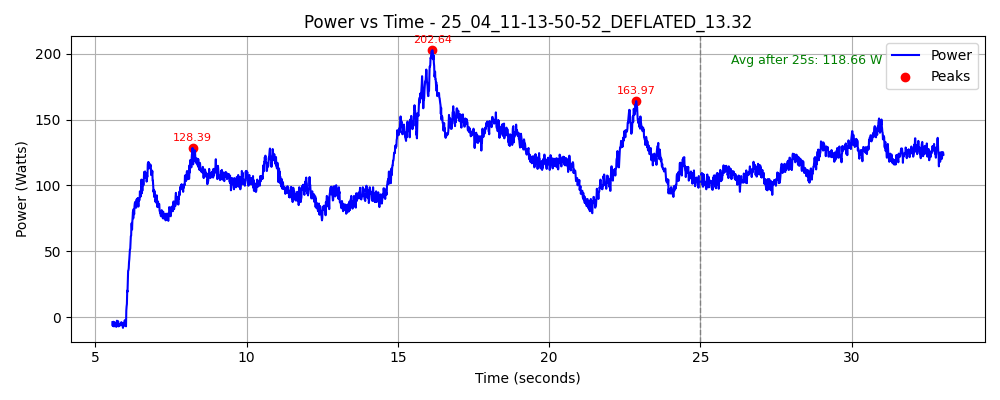 Power vs Time - 25_04_11-13-50-52_DEFLATED_13.32
202.64
Avg after 25s: 118.66 W
Power
Peaks
163.97
128.39
Power (Watts)
200
150
100
50
0
5
10
15
20
25
30
Time (seconds)